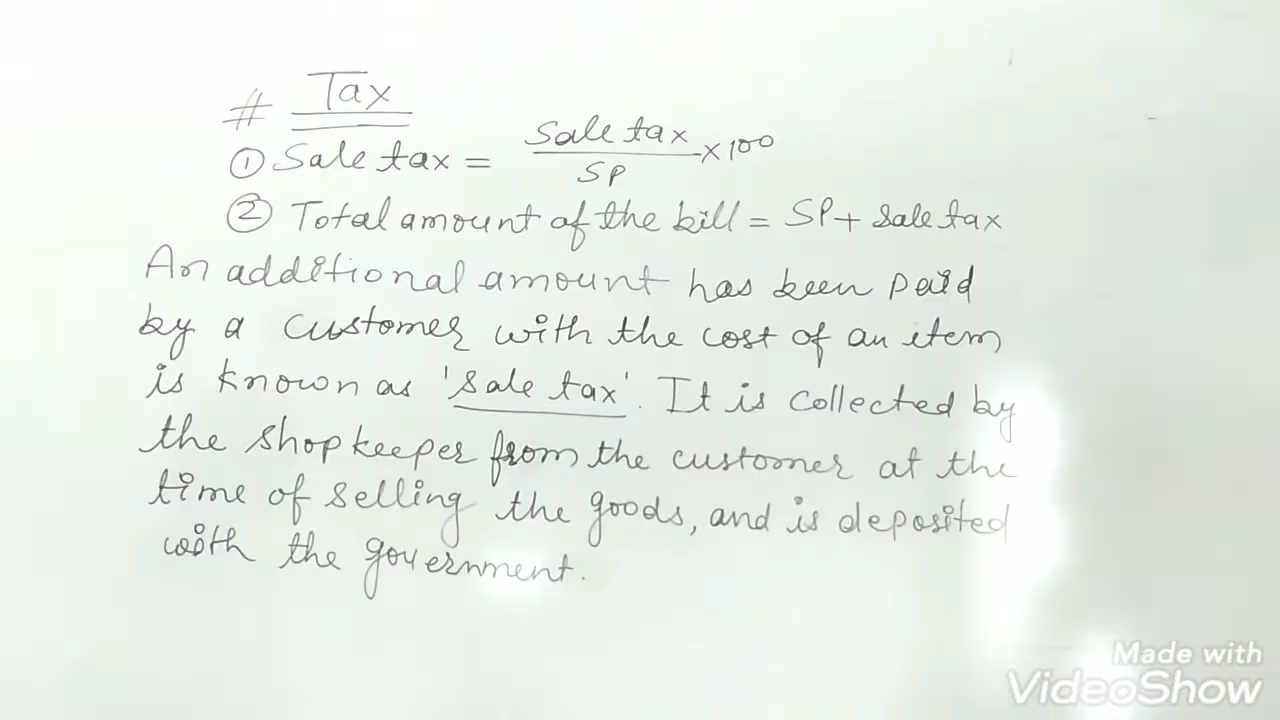 # Tax
① Sale tax = Sale tax / SP × 100
② Total amount of the bill = SP + Sale tax
An additional amount has been paid
by a customer with the cost of an item
is known as 'Sale tax'. It is collected by
the shopkeeper from the customer at the
time of selling the goods, and is deposited
with the government.
Made with
VideoShow